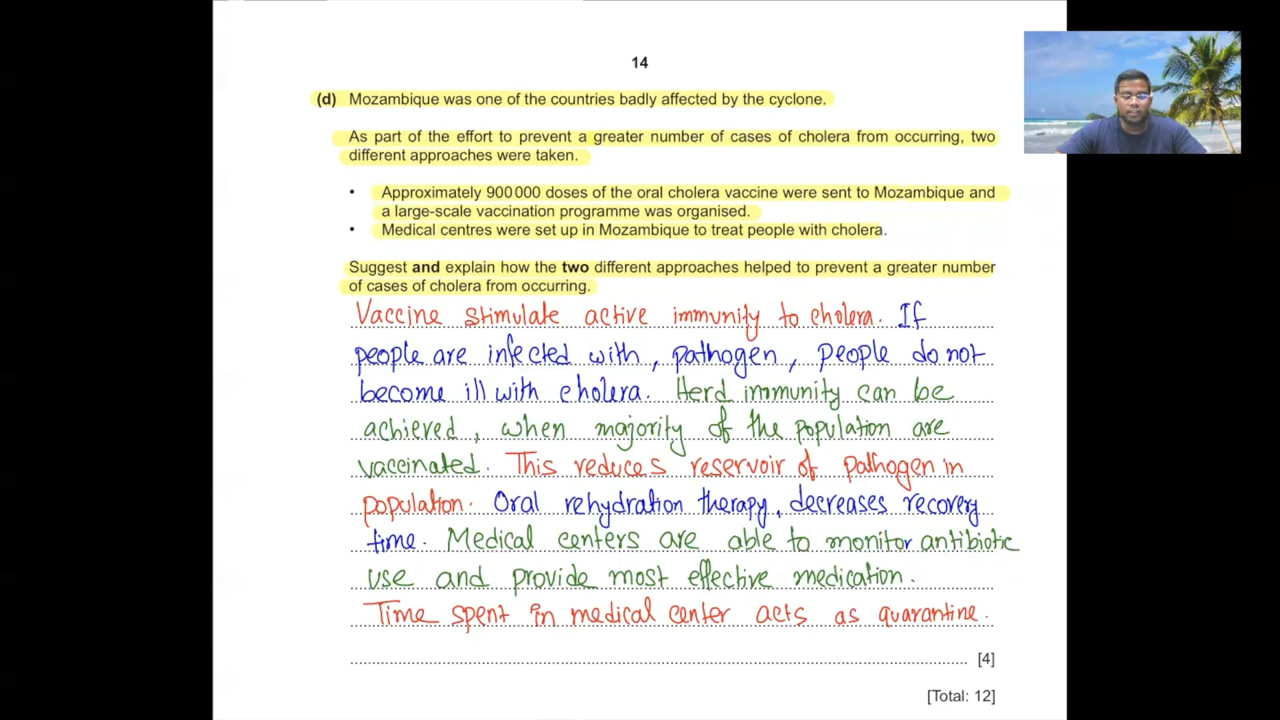 14
(d) Mozambique was one of the countries badly affected by the cyclone.
As part of the effort to prevent a greater number of cases of cholera from occurring, two
different approaches were taken.
• Approximately 900 000 doses of the oral cholera vaccine were sent to Mozambique and
a large-scale vaccination programme was organised.
• Medical centres were set up in Mozambique to treat people with cholera.
Suggest and explain how the two different approaches helped to prevent a greater number
of cases of cholera from occurring.
Vaccine stimulate active immunity to cholera. If
people are infected with, pathogen, people do not
become ill with cholera. Herd immunity can be
achieved, when majority of the population are
vaccinated. This reduces reservoir of pathogen in
population. Oral rehydration therapy, decreases recovery
time. Medical centers are able to monitor antibiotic
use and provide most effective medication.
Time spent in medical center acts as quarantine.
[4]
[Total: 12]